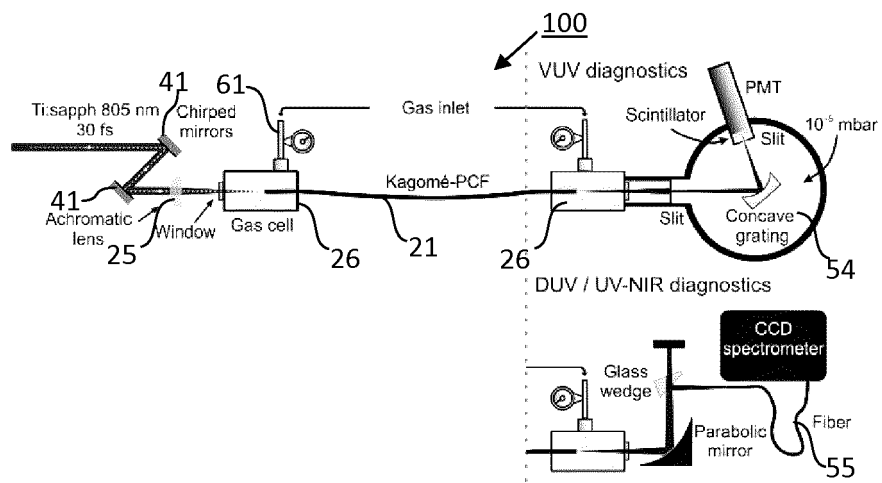 100
VUV diagnostics
PMT
Scintillator
Slit
10⁻⁵ mbar
41
61
Ti:sapph 805 nm
30 fs
Chirped
mirrors
Gas inlet
Kagomé-PCF
41
Achromatic
lens
Window
Gas cell
25
26
21
26
Slit
Concave
grating
54
DUV / UV-NIR diagnostics
CCD
spectrometer
Glass
wedge
Parabolic
mirror
Fiber
55